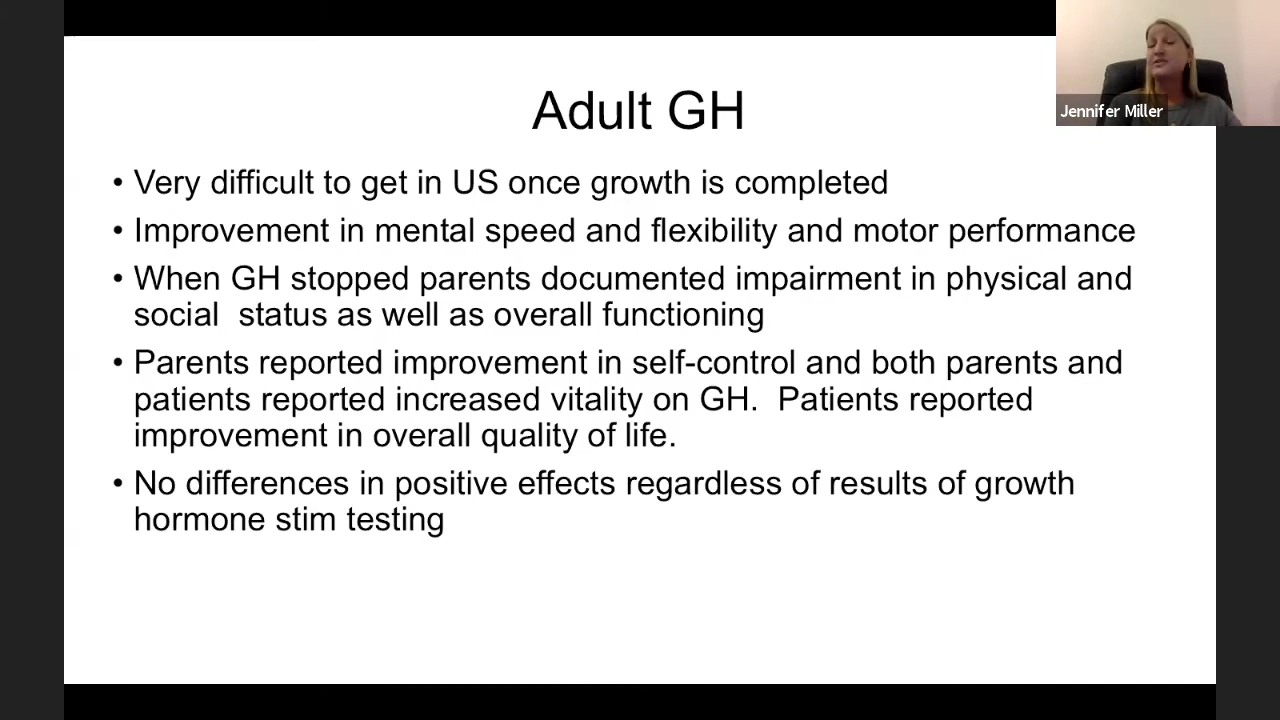 Adult GH
Jennifer Miller
• Very difficult to get in US once growth is completed
• Improvement in mental speed and flexibility and motor performance
• When GH stopped parents documented impairment in physical and
social  status as well as overall functioning
• Parents reported improvement in self-control and both parents and
patients reported increased vitality on GH.  Patients reported
improvement in overall quality of life.
• No differences in positive effects regardless of results of growth
hormone stim testing